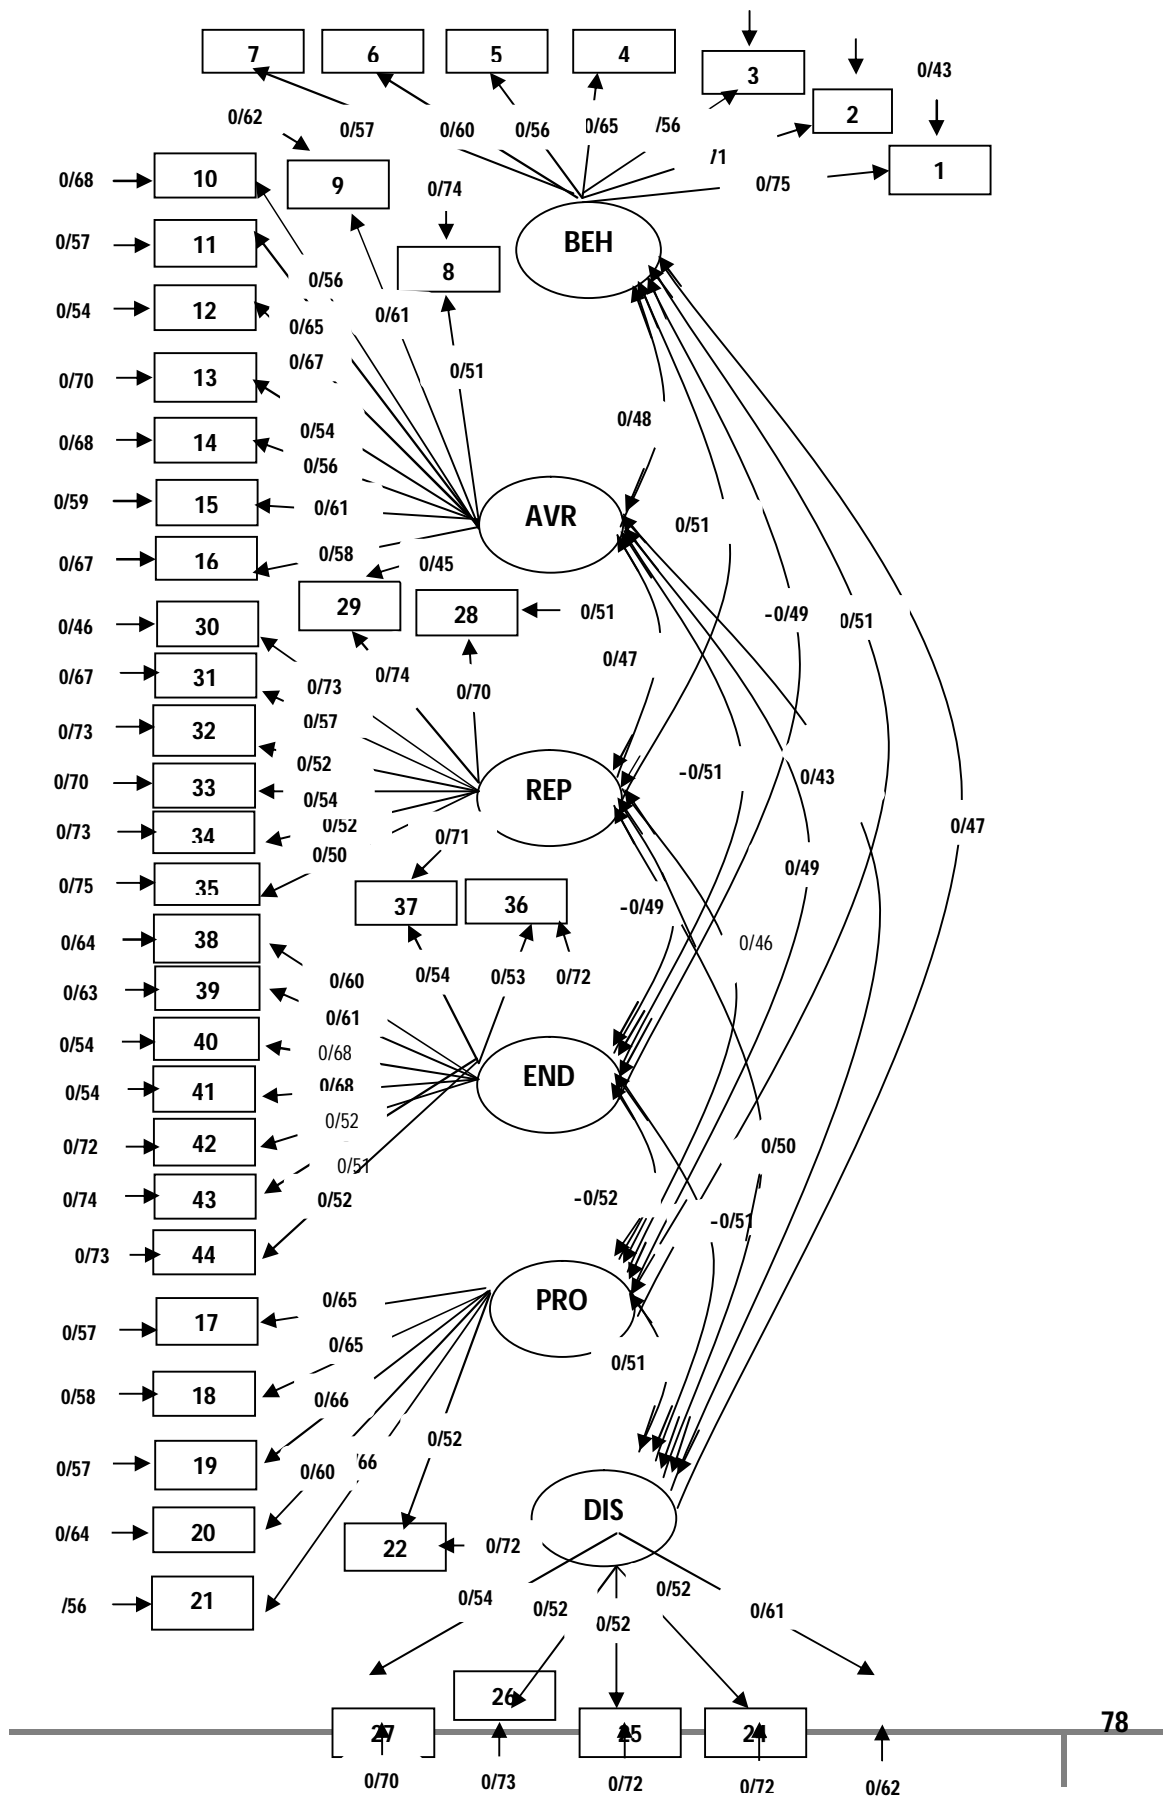 7 6 5 4
3
0/43
2
0/62 0/57 0/60 0/56 0/65 /56
/1
1
0/68 10 9 0/74 0/75
0/57 11 BEH
8
0/56
0/54 12 0/61
0/65
0/67 0/51
0/70 13
0/54 0/48
0/68 14
0/56
0/59 15 0/61 AVR 0/51
0/67 16 0/58 0/45
29 28 0/51 -0/49 0/51
0/46 30
0/67 31 0/73 0/74 0/70 0/47
0/73 32 0/57
0/52 -0/51 0/43
0/70 33 0/54 REP
0/73 34 0/52 0/71 0/47
0/50 0/49
0/75 35 37 36 -0/49
0/64 38 0/46
0/63 39 0/60 0/54 0/53 0/72
0/61
0/54 40 0/68
0/54 41 0/68 END
0/72 42 0/52 0/50
0/51
0/74 43 0/52 -0/52
-0/51
0/73 44
0/57 17 0/65 PRO
0/65 0/51
0/58 18 0/66
0/52
0/57 19 0/60 /66
0/64 20 DIS
22 0/72
/56 21 0/54 0/52 0/52 0/52 0/61
26
27 25 24 78
0/70 0/73 0/72 0/72 0/62